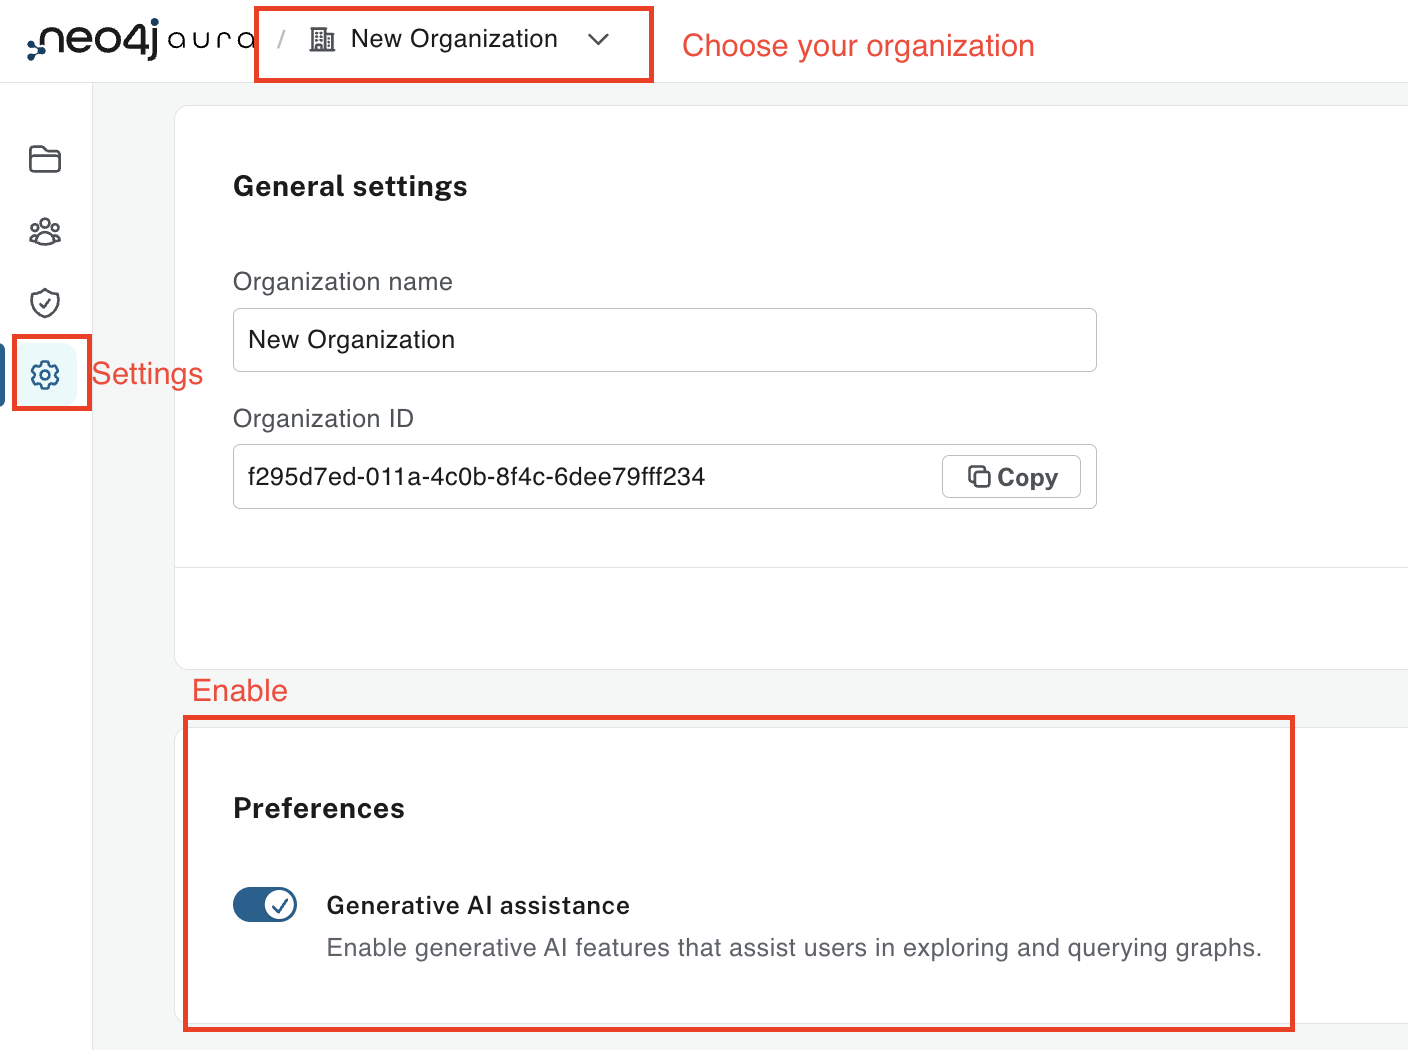 neo4j aura / New Organization
Choose your organization
General settings
Organization name
New Organization
Settings
Organization ID
f295d7ed-011a-4c0b-8f4c-6dee79fff234
Copy
Enable
Preferences
Generative AI assistance
Enable generative AI features that assist users in exploring and querying graphs.